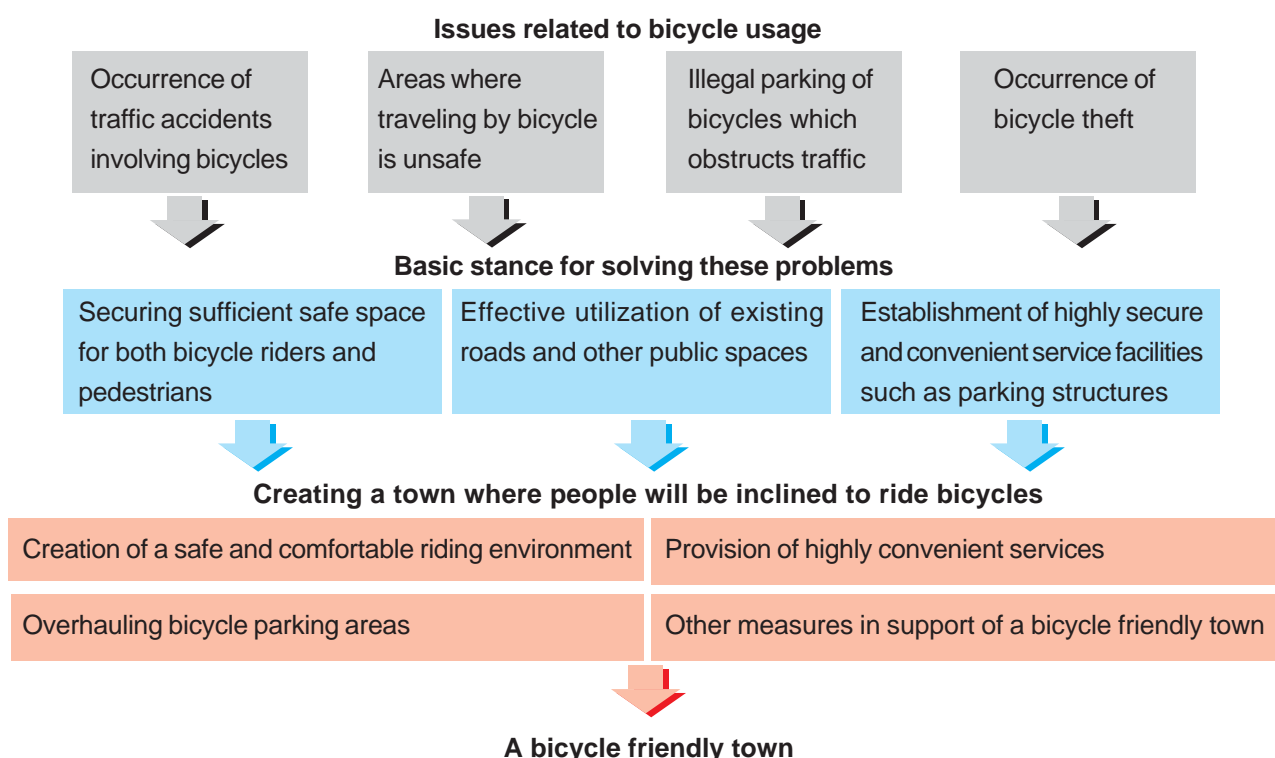 Issues related to bicycle usage
Occurrence of
traffic accidents
involving bicycles
Areas where
traveling by bicycle
is unsafe
Illegal parking of
bicycles which
obstructs traffic
Occurrence of
bicycle theft
Basic stance for solving these problems
Securing sufficient safe space
for both bicycle riders and
pedestrians
Effective utilization of existing
roads and other public spaces
Establishment of highly secure
and convenient service facilities
such as parking structures
Creating a town where people will be inclined to ride bicycles
Creation of a safe and comfortable riding environment
Provision of highly convenient services
Overhauling bicycle parking areas
Other measures in support of a bicycle friendly town
A bicycle friendly town